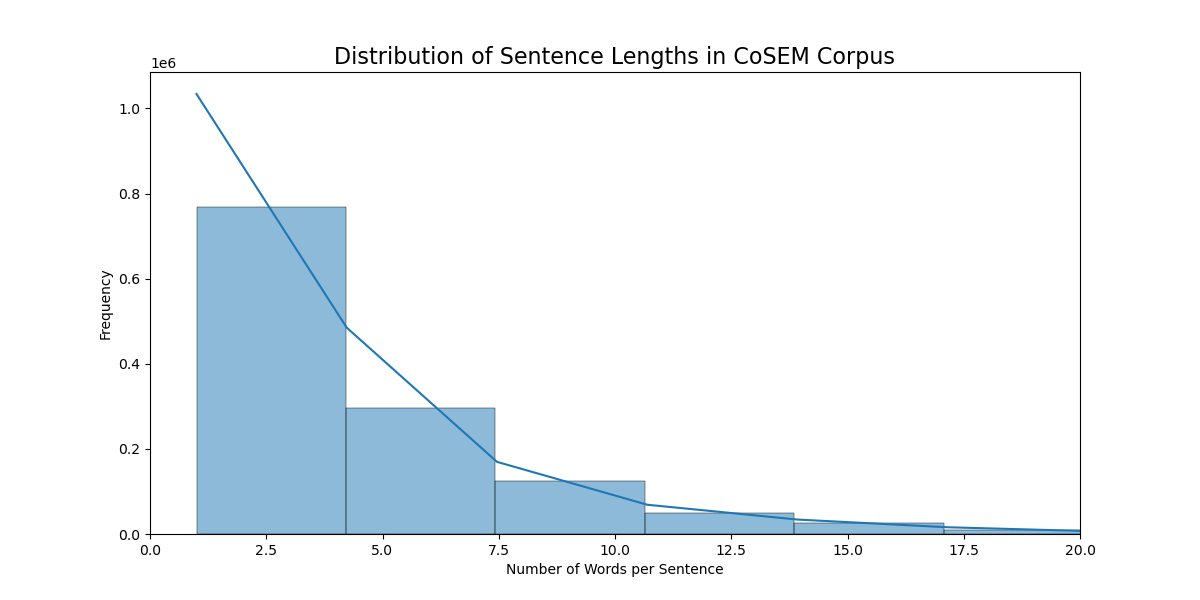 Distribution of Sentence Lengths in CoSEM Corpus
1e6
1.0
0.8
0.6
0.4
0.2
0.0
Frequency
0.0 2.5 5.0 7.5 10.0 12.5 15.0 17.5 20.0
Number of Words per Sentence